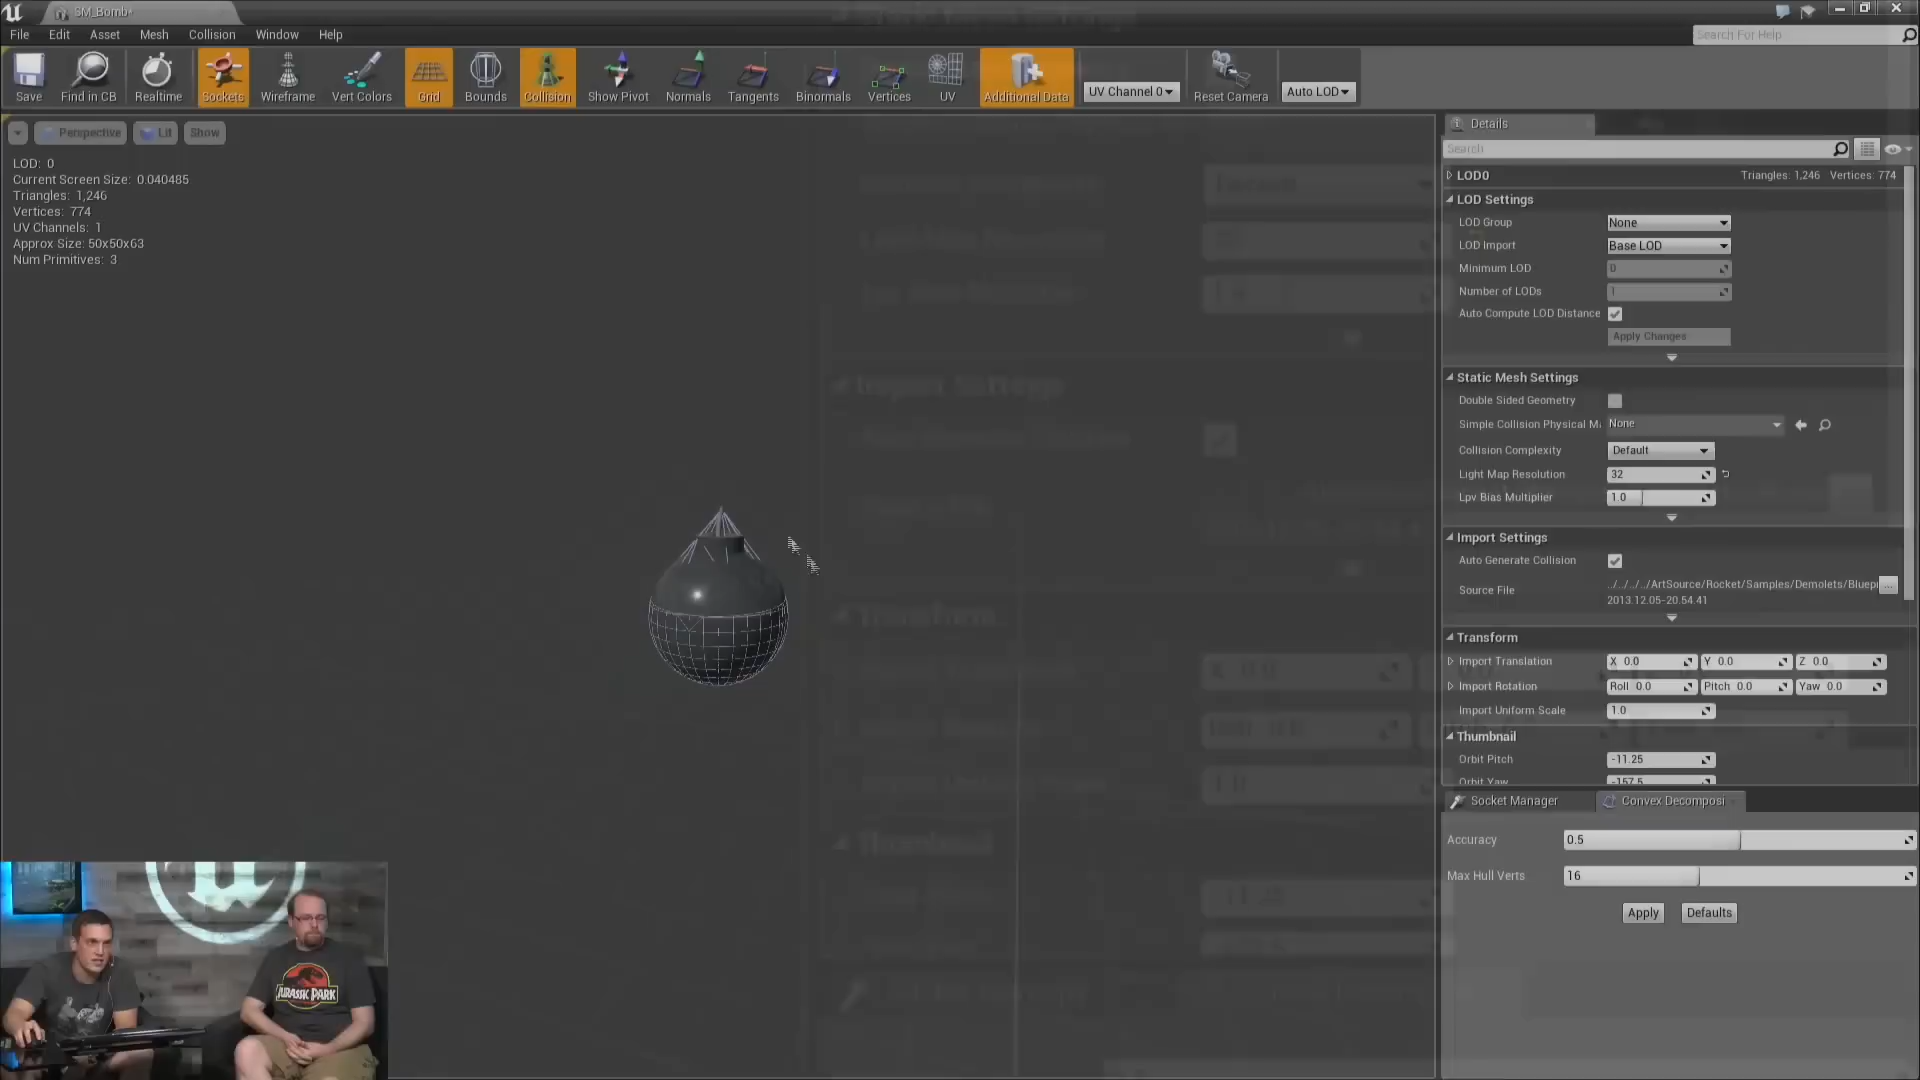 SM_Bomb*
File Edit Asset Mesh Collision Window Help
Search For Help
Save Find in CB Realtime Sockets Wireframe Vert Colors Grid Bounds Collision Show Pivot Normals Tangents Binormals Vertices UV Additional Data UV Channel 0 Reset Camera Auto LOD
Perspective Lit Show
LOD: 0
Current Screen Size: 0.040485
Triangles: 1,246
Vertices: 774
UV Channels: 1
Approx Size: 50x50x63
Num Primitives: 3
Details
Search
LOD0 Triangles: 1,246 Vertices: 774
LOD Settings
LOD Group None
LOD Import Base LOD
Minimum LOD 0
Number of LODs 1
Auto Compute LOD Distance
Apply Changes
Static Mesh Settings
Double Sided Geometry
Simple Collision Physical M None
Collision Complexity Default
Light Map Resolution 32
Lpv Bias Multiplier 1.0
Import Settings
Auto Generate Collision
Source File ../../../../ArtSource/Rocket/Samples/Demolets/Bluepr ...
2013.12.05-20.54.41
Transform
Import Translation X 0.0 Y 0.0 Z 0.0
Import Rotation Roll 0.0 Pitch 0.0 Yaw 0.0
Import Uniform Scale 1.0
Thumbnail
Orbit Pitch -11.25
Orbit Yaw -157.5
Socket Manager Convex Decomposi
Accuracy 0.5
Max Hull Verts 16
Apply Defaults
Import Settings
Transform
Thumbnail
JURASSIC PARK